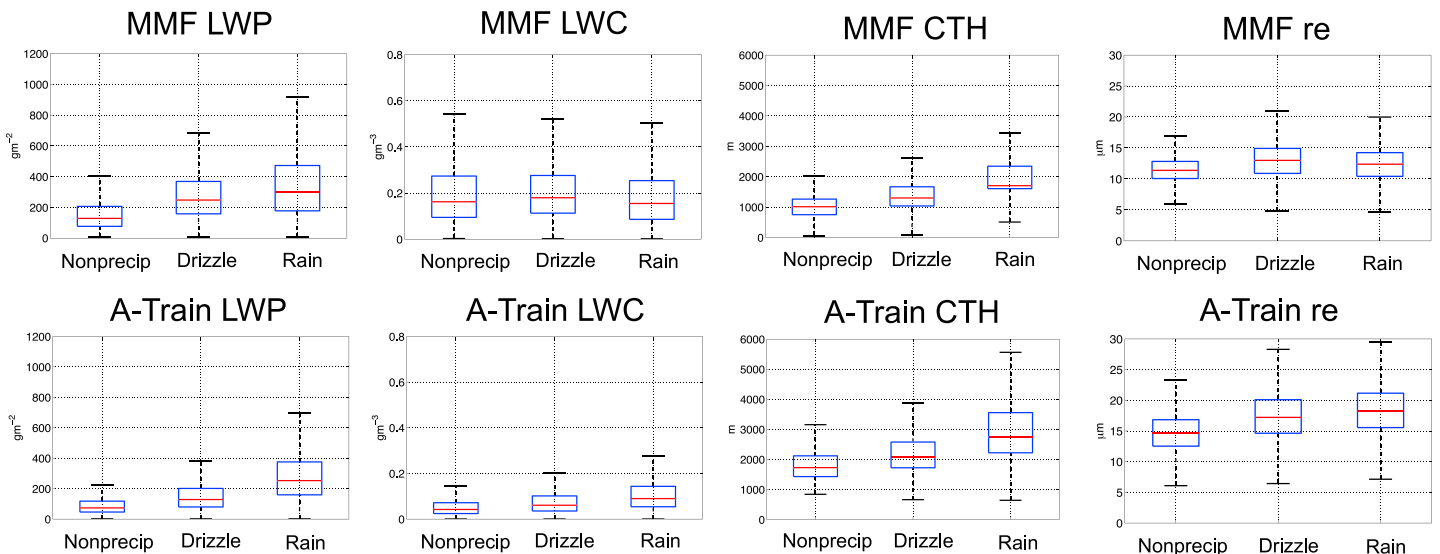 MMF LWP
1200
1000
800
600
400
200
0
gm⁻²
Nonprecip Drizzle Rain
MMF LWC
0.8
0.6
0.4
0.2
0
gm⁻³
Nonprecip Drizzle Rain
MMF CTH
6000
5000
4000
3000
2000
1000
0
m
Nonprecip Drizzle Rain
MMF re
30
25
20
15
10
5
0
μm
Nonprecip Drizzle Rain
A-Train LWP
1200
1000
800
600
400
200
0
gm⁻²
Nonprecip Drizzle Rain
A-Train LWC
0.8
0.6
0.4
0.2
0
gm⁻³
Nonprecip Drizzle Rain
A-Train CTH
6000
5000
4000
3000
2000
1000
0
m
Nonprecip Drizzle Rain
A-Train re
30
25
20
15
10
5
0
μm
Nonprecip Drizzle Rain